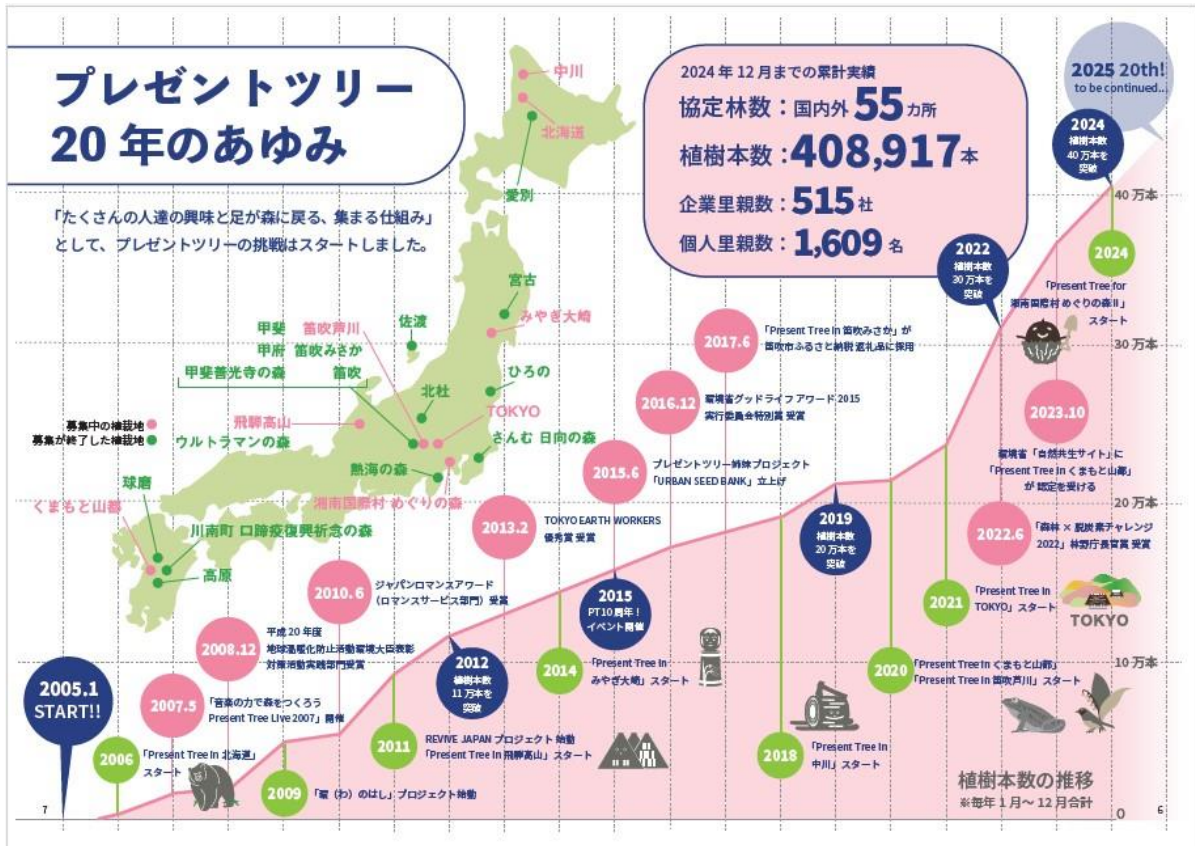 プレゼントツリー
20年のあゆみ
「たくさんの人達の興味と足が森に戻る、集まる仕組み」
として、プレゼントツリーの挑戦はスタートしました。
2024年12月までの累計実績
協定林数：国内外55カ所
植樹本数：408,917本
企業里親数：515社
個人里親数：1,609名
2025 20th!
to be continued...
2024
植樹本数
40万本を
突破
中川
北海道
愛別
宮古
みやぎ大崎
佐渡
甲斐 笛吹芦川
甲府 笛吹みさか
甲斐善光寺の森 笛吹
ひろの
北杜
飛騨高山
TOKYO
ウルトラマンの森
さんむ 日向の森
熱海の森
湘南国際村 めぐりの森
募集中の植栽地
募集が終了した植栽地
球磨
くまもと山都
川南町 口蹄疫復興祈念の森
高原
40万本
30万本
20万本
10万本
0
2005.1
START!!
2006
「Present Tree in 北海道」
スタート
2007.5
「音楽の力で森をつくろう
Present Tree Live 2007」開催
2008.12
平成20年度
地球温暖化防止活動環境大臣表彰
対策活動実践部門受賞
2009
「環（わ）のはし」プロジェクト始動
2010.6
ジャパンロマンスアワード
（ロマンスサービス部門）受賞
2011
REVIVE JAPAN プロジェクト 始動
「Present Tree in 飛騨高山」スタート
2012
植樹本数
11万本を
突破
2013.2
TOKYO EARTH WORKERS
優秀賞 受賞
2014
「Present Tree in
みやぎ大崎」スタート
2015
PT10周年！
イベント開催
2015.6
プレゼントツリー姉妹プロジェクト
「URBAN SEED BANK」立上げ
2016.12
環境省グッドライフアワード 2015
実行委員会特別賞 受賞
2017.6
「Present Tree in 笛吹みさか」が
笛吹市ふるさと納税 返礼品に採用
2018
「Present Tree in
中川」スタート
2019
植樹本数
20万本を
突破
2020
「Present Tree in くまもと山都」
「Present Tree in 笛吹芦川」スタート
2021
「Present Tree in
TOKYO」スタート
TOKYO
2022
植樹本数
30万本を
突破
2022.6
「森林 × 脱炭素チャレンジ
2022」林野庁長官賞 受賞
2023.10
環境省「自然共生サイト」に
「Present Tree in くまもと山都」
が 認定を受ける
2024
「Present Tree for
湘南国際村 めぐりの森Ⅱ」
スタート
植樹本数の推移
※毎年1月～12月合計
7
6